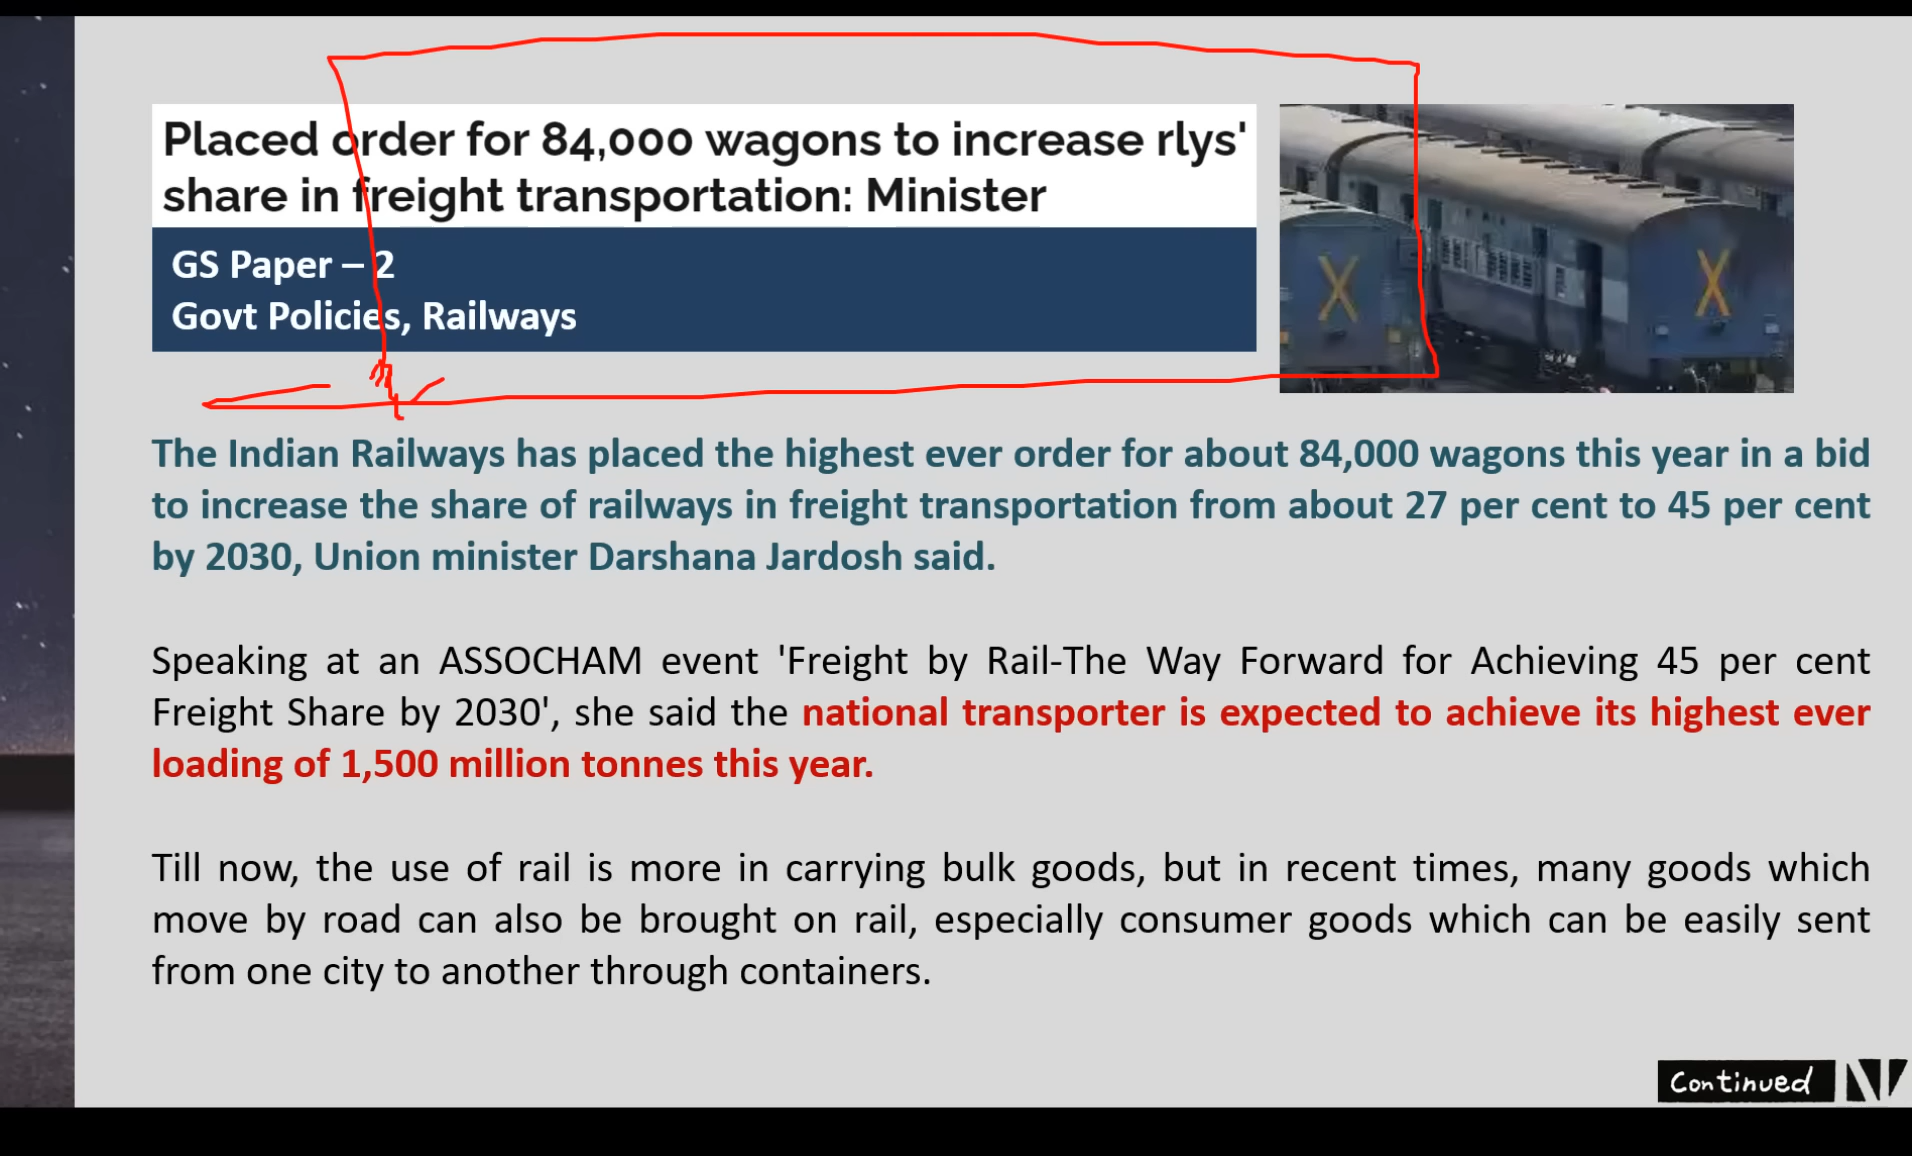 Placed order for 84,000 wagons to increase rlys'
share in freight transportation: Minister
GS Paper – 2
Govt Policies, Railways
The Indian Railways has placed the highest ever order for about 84,000 wagons this year in a bid
to increase the share of railways in freight transportation from about 27 per cent to 45 per cent
by 2030, Union minister Darshana Jardosh said.
Speaking at an ASSOCHAM event 'Freight by Rail-The Way Forward for Achieving 45 per cent
Freight Share by 2030', she said the national transporter is expected to achieve its highest ever
loading of 1,500 million tonnes this year.
Till now, the use of rail is more in carrying bulk goods, but in recent times, many goods which
move by road can also be brought on rail, especially consumer goods which can be easily sent
from one city to another through containers.
Continued